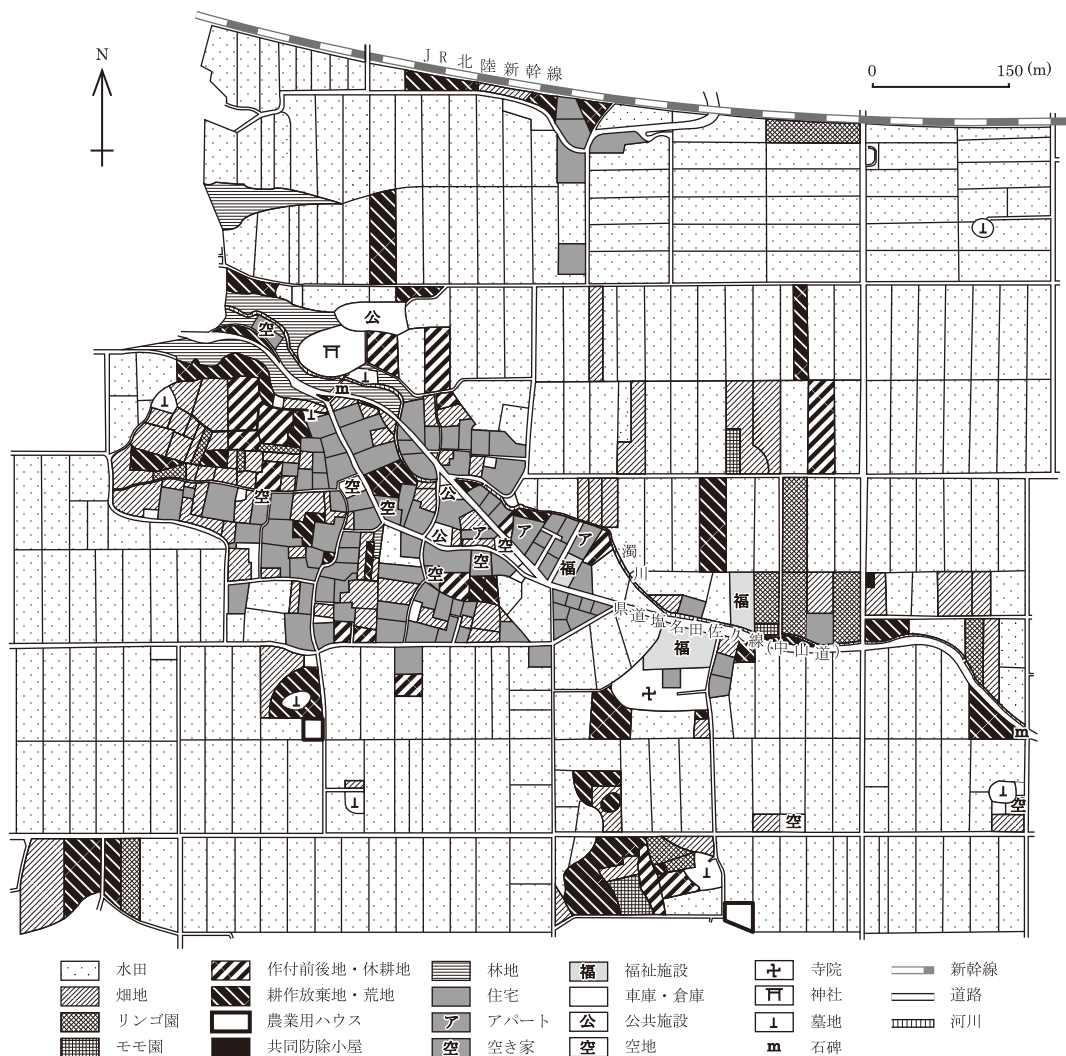 JR北陸新幹線
N
0 150 (m)
公
空
m
空
空
空
公
ア
ア
ア
公
空
空
空
福
濁川
福
県道塩名田佐久線(中山道)
福
m
空
空
水田
畑地
リンゴ園
モモ園
作付前後地・休耕地
耕作放棄地・荒地
農業用ハウス
共同防除小屋
林地
住宅
ア アパート
空 空き家
福 福祉施設
車庫・倉庫
公 公共施設
空 空地
寺院
神社
墓地
m 石碑
新幹線
道路
河川